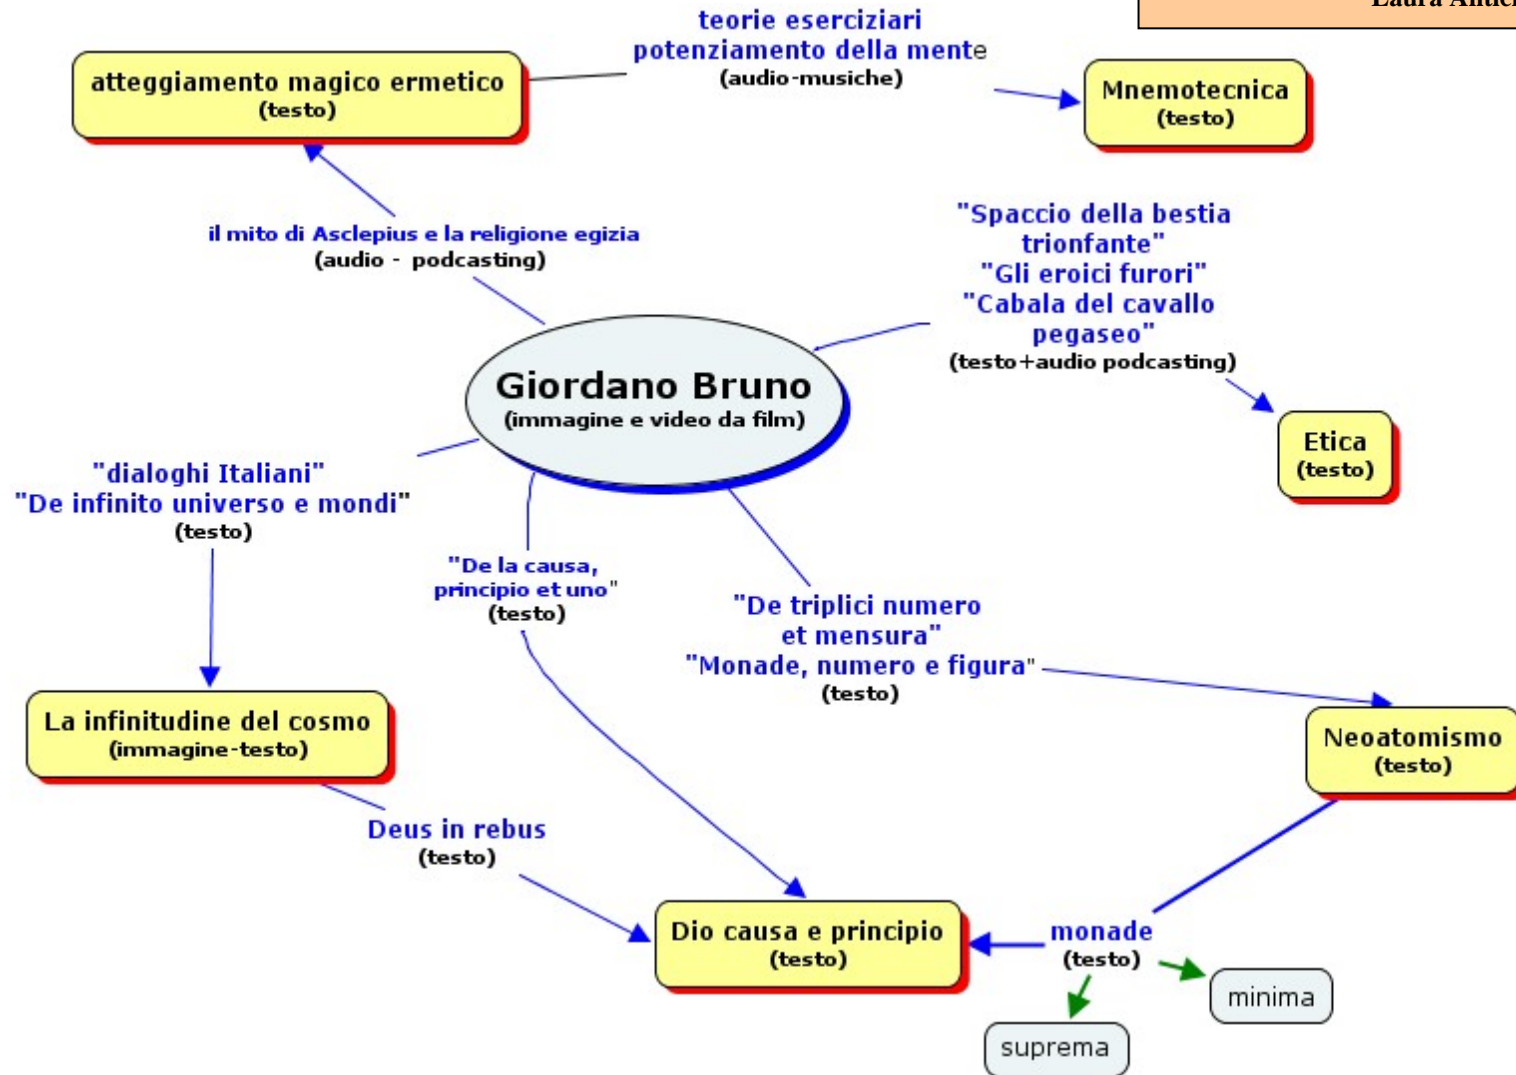 Laura
teorie eserciziari
potenziamento della mente
(audio-musiche)
atteggiamento magico ermetico
(testo)
Mnemotecnica
(testo)
il mito di Asclepius e la religione egizia
(audio - podcasting)
"Spaccio della bestia
trionfante"
"Gli eroici furori"
"Cabala del cavallo
pegaseo"
(testo+audio podcasting)
Giordano Bruno
(immagine e video da film)
Etica
(testo)
"dialoghi Italiani"
"De infinito universo e mondi"
(testo)
"De la causa,
principio et uno"
(testo)
"De triplici numero
et mensura"
"Monade, numero e figura"
(testo)
La infinitudine del cosmo
(immagine-testo)
Neoatomismo
(testo)
Deus in rebus
(testo)
Dio causa e principio
(testo)
monade
(testo)
minima
suprema